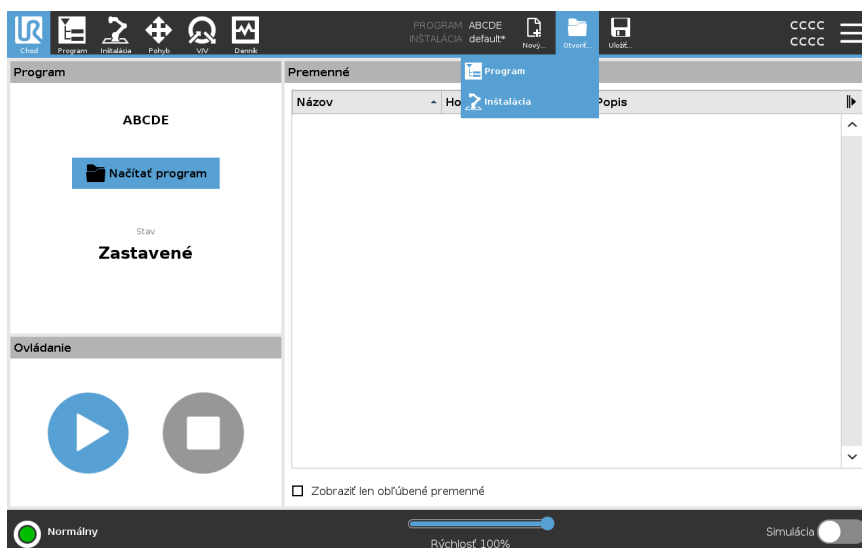 UR
Chod
Program
Inštalácia
Pohyb
V/V
Denník
PROGRAM ABCDE
INŠTALÁCIA default*
Nový...
Otvoriť...
Uložiť...
CCCC
CCCC
Program
Inštalácia
Program
ABCDE
Načítať program
Stav
Zastavené
Ovládanie
Premenné
Názov
Ho
Popis
Zobraziť len obľúbené premenné
Normálny
Rýchlosť 100%
Simulácia